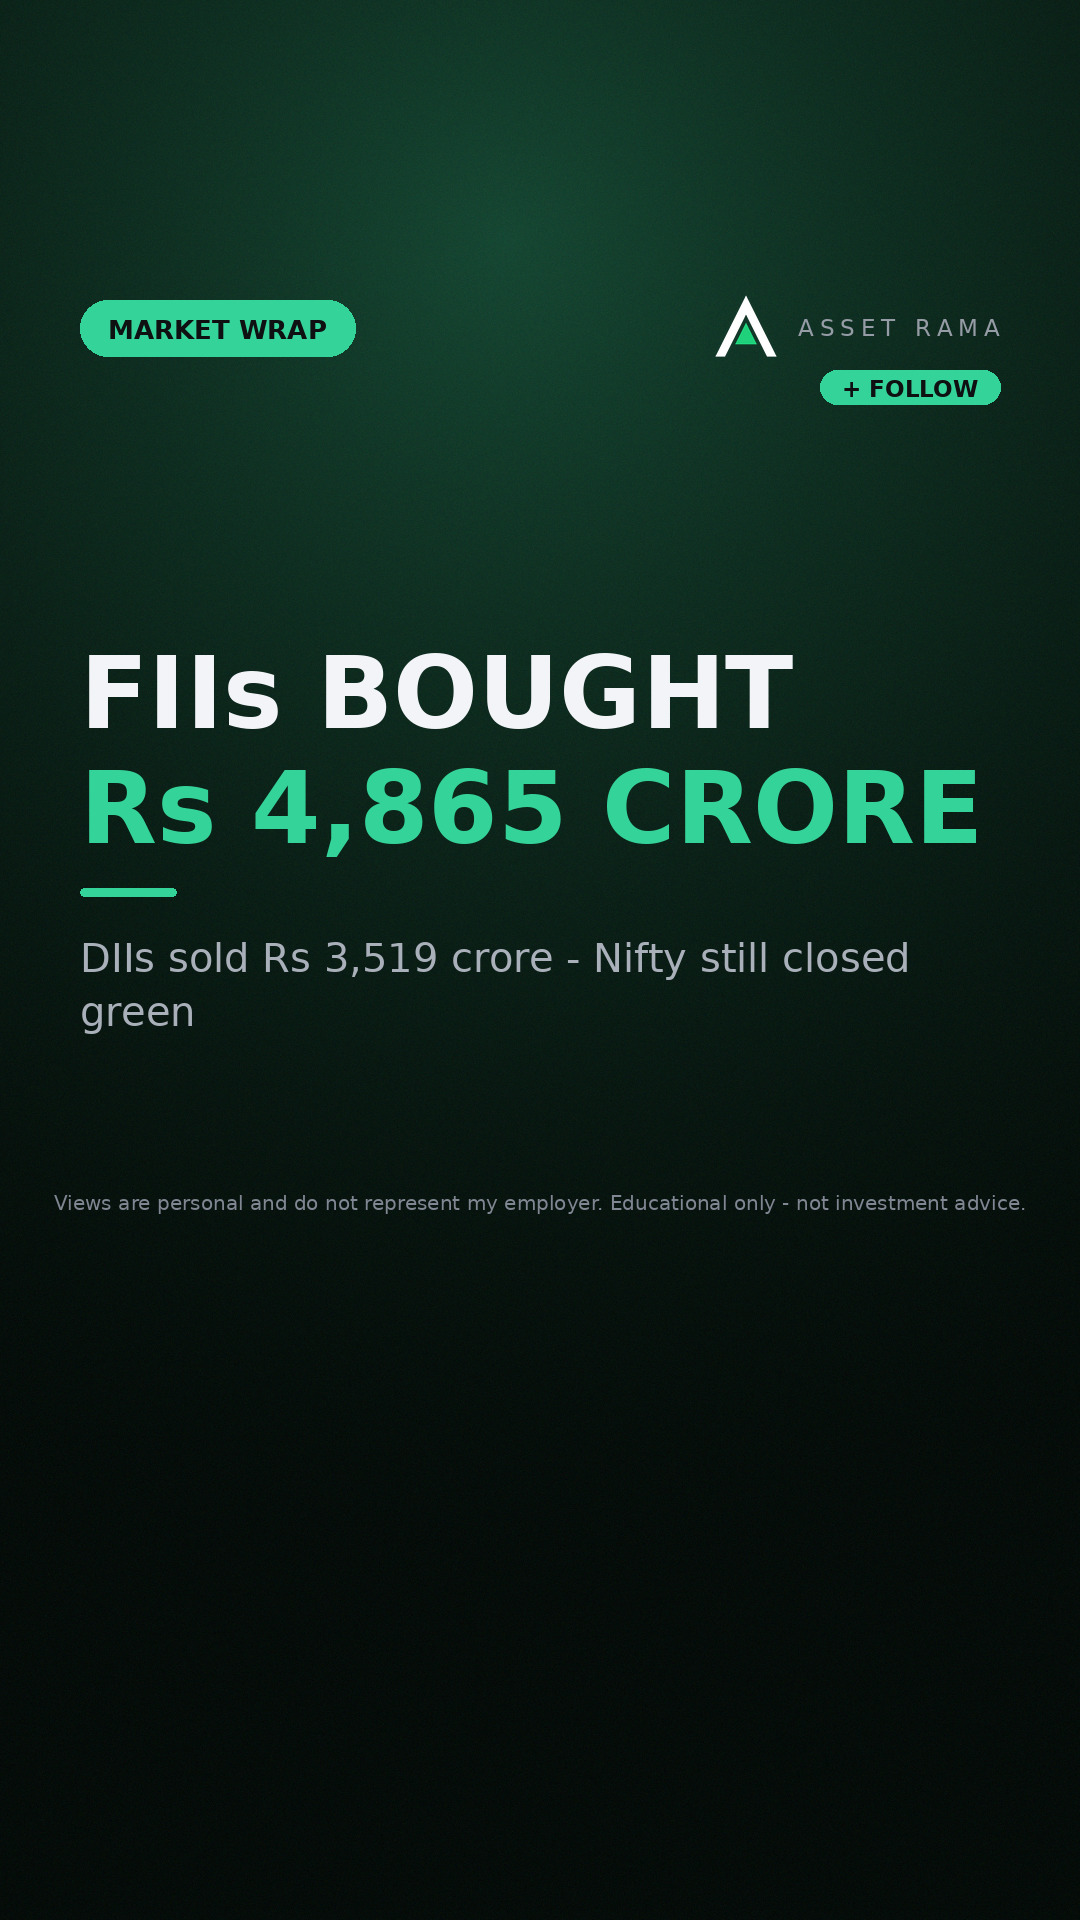 MARKET WRAP
ASSET RAMA
+ FOLLOW
FIIs BOUGHT
Rs 4,865 CRORE
DIIs sold Rs 3,519 crore - Nifty still closed
green
Views are personal and do not represent my employer. Educational only - not investment advice.